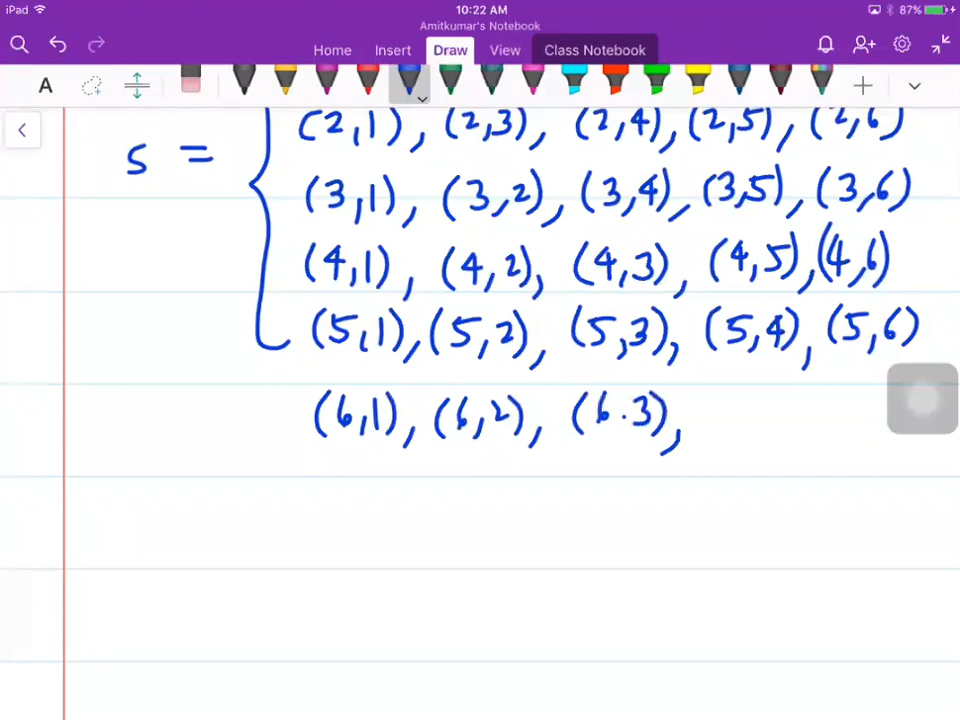 iPad 10:22 AM 87%
Amitkumar's Notebook
Home Insert Draw View Class Notebook
A
(2,1), (2,3), (2,4), (2,5), (2,6)
s =
(3,1), (3,2), (3,4), (3,5), (3,6)
(4,1), (4,2), (4,3), (4,5), (4,6)
(5,1), (5,2), (5,3), (5,4), (5,6)
(6,1), (6,2), (6.3),